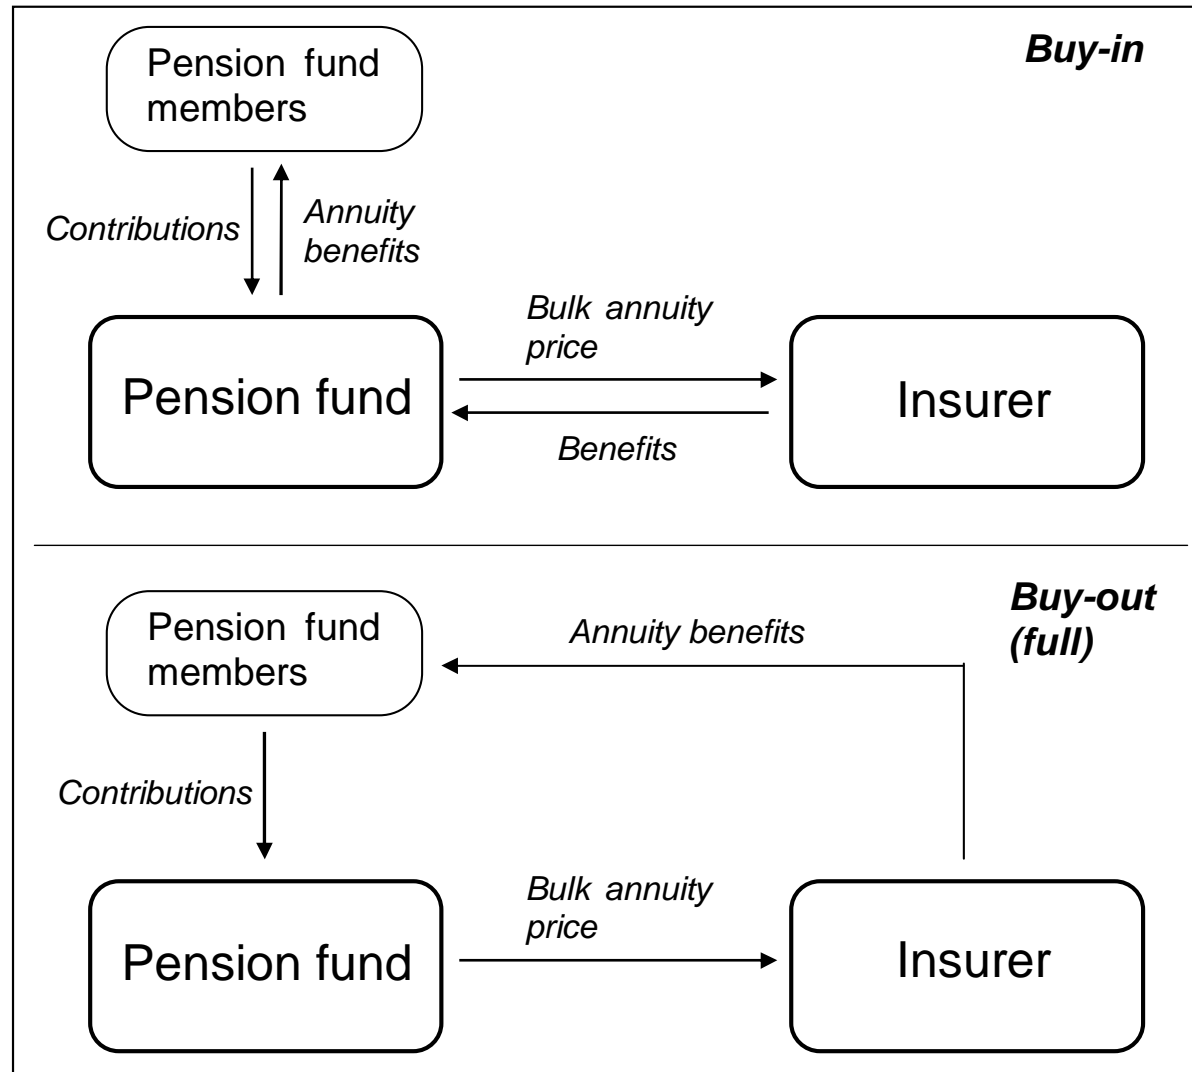 Buy-in
Pension fund
members
Contributions
Annuity
benefits
Bulk annuity
price
Pension fund
Insurer
Benefits
Buy-out
(full)
Pension fund
members
Annuity benefits
Contributions
Bulk annuity
price
Pension fund
Insurer